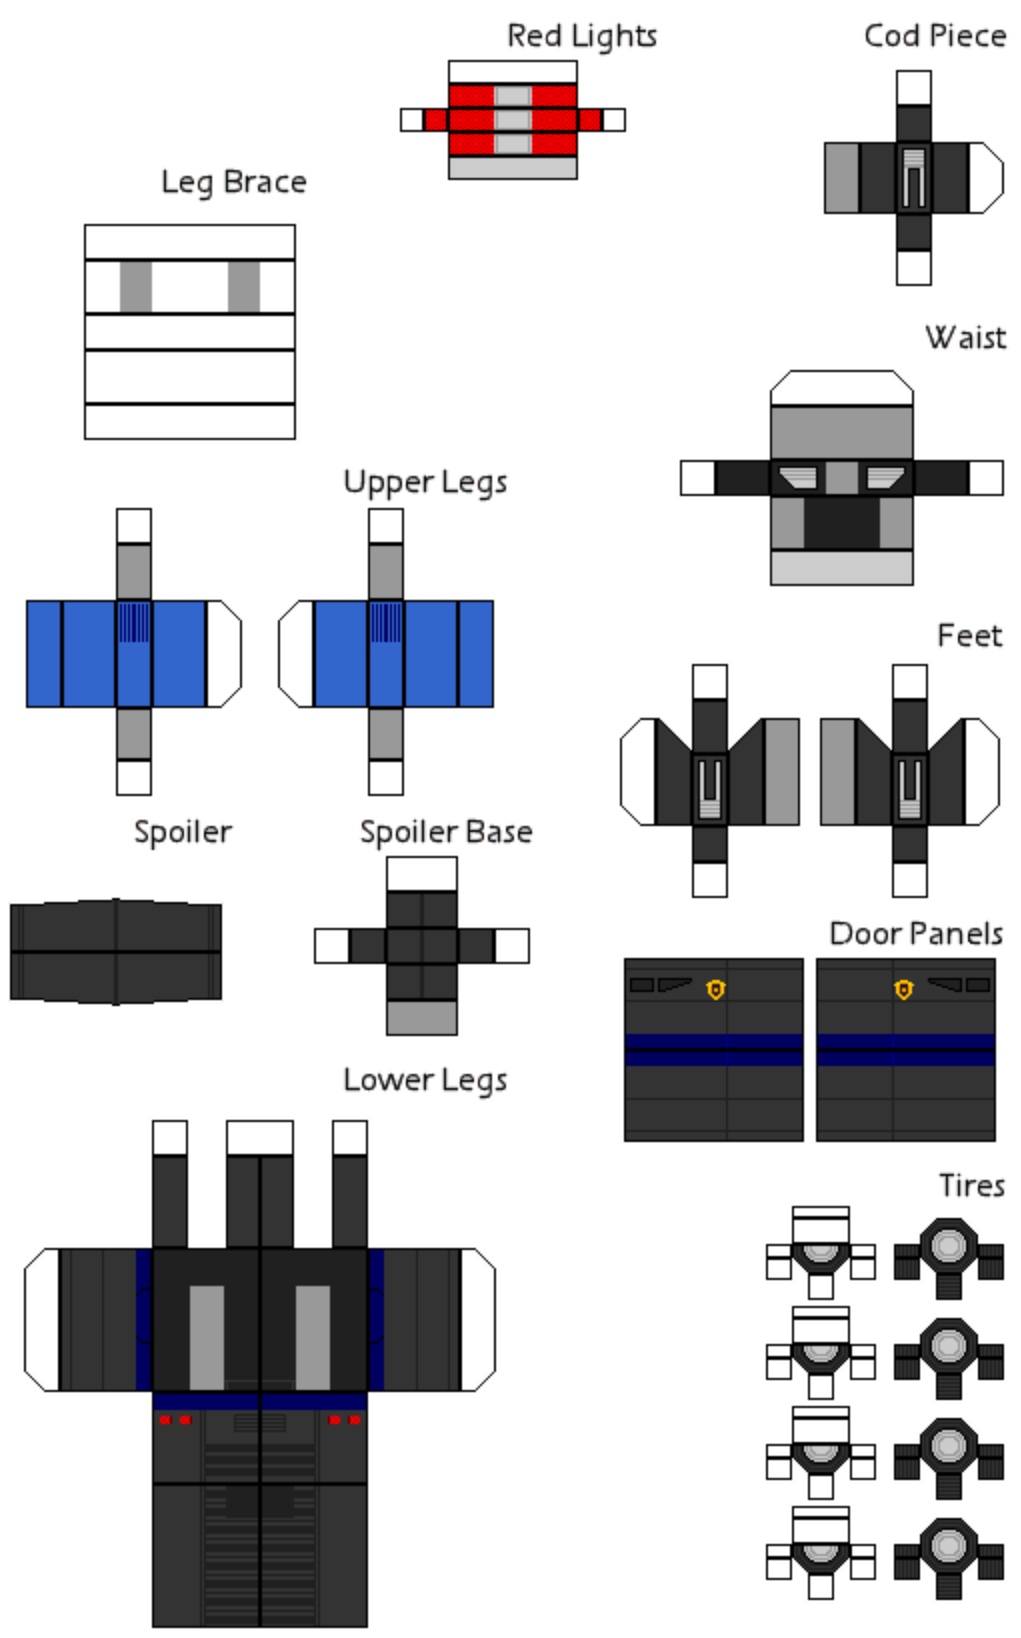 Red Lights
Cod Piece
Leg Brace
Waist
Upper Legs
Feet
Spoiler
Spoiler Base
Door Panels
Lower Legs
Tires